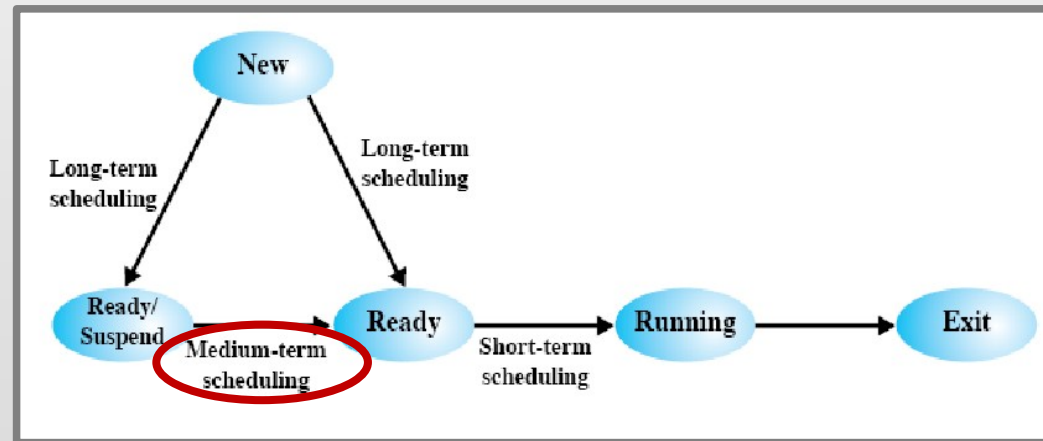 New
Long-term
scheduling
Long-term
scheduling
Ready/
Suspend
Medium-term
scheduling
Ready
Short-term
scheduling
Running
Exit